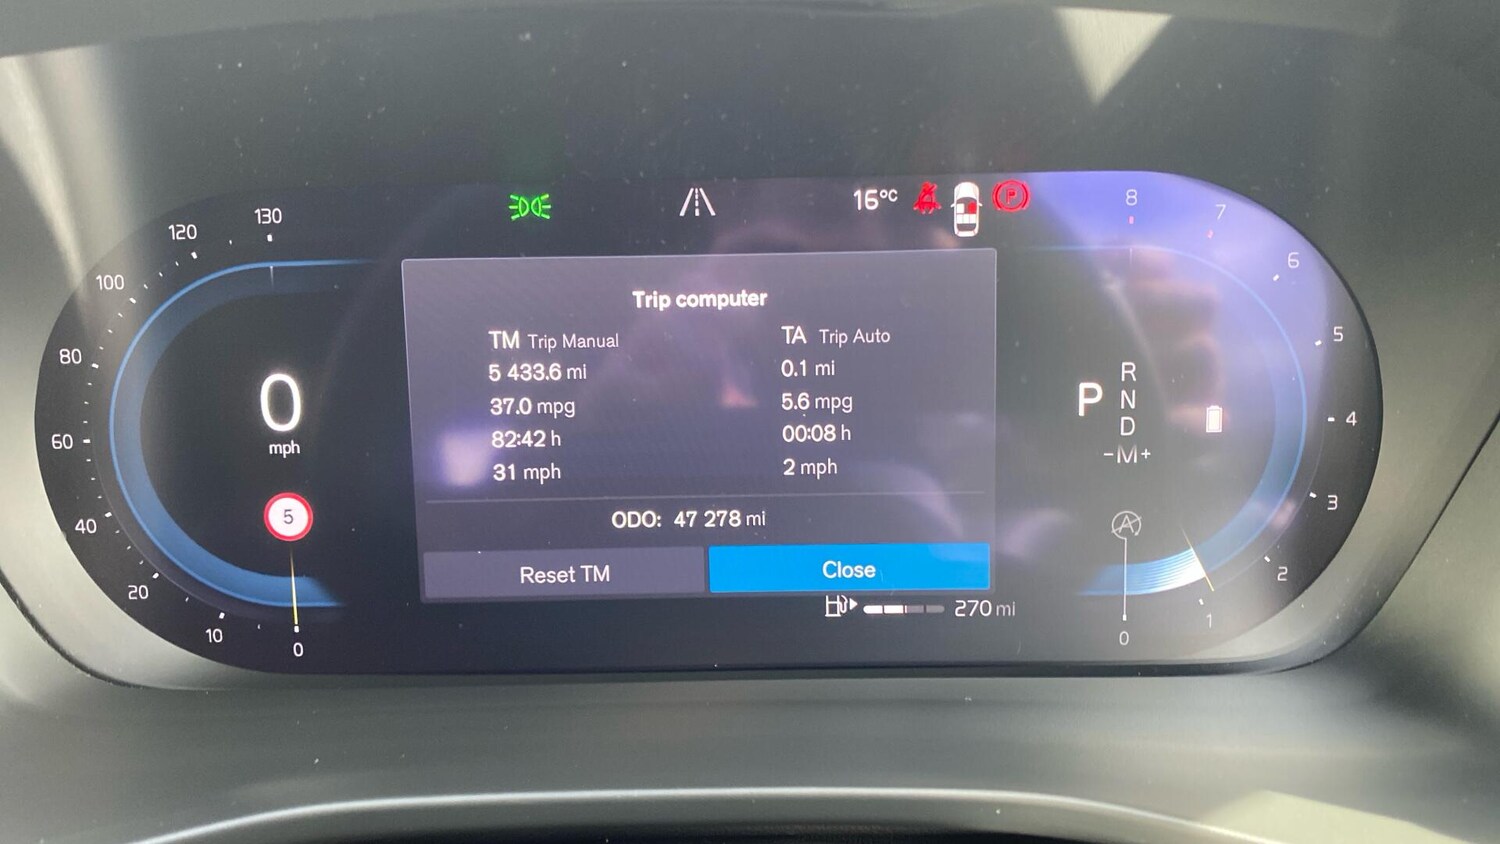 130
120
100
80
60
40
20
10
0
0
mph
5
16°C
P
Trip computer
TM Trip Manual
5 433.6 mi
37.0 mpg
82:42 h
31 mph
TA Trip Auto
0.1 mi
5.6 mpg
00:08 h
2 mph
ODO: 47 278 mi
Reset TM
Close
270 mi
8
7
6
5
4
3
2
1
0
P
R
N
D
-M+
A